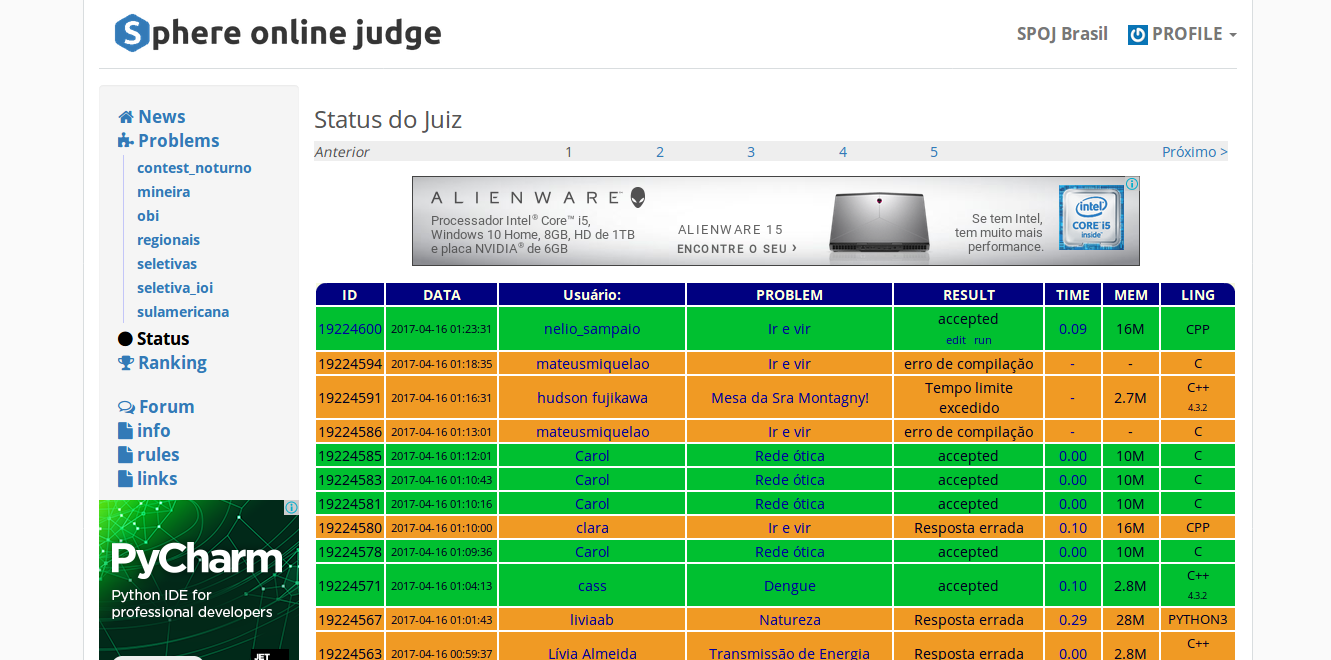 Sphere online judge
SPOJ Brasil PROFILE
News
Problems
contest_noturno
mineira
obi
regionais
seletivas
seletiva_ioi
sulamericana
Status
Ranking
Forum
info
rules
links
PyCharm
Python IDE for
professional developers
JET
Status do Juiz
Anterior 1 2 3 4 5 Próximo >
ALIENWARE™
Processador Intel® Core™ i5,
Windows 10 Home, 8GB, HD de 1TB
e placa NVIDIA® de 6GB
ALIENWARE 15
ENCONTRE O SEU ›
Se tem Intel,
tem muito mais
performance.
intel
CORE i5
inside
ID DATA Usuário: PROBLEM RESULT TIME MEM LING
19224600 2017-04-16 01:23:31 nelio_sampaio Ir e vir accepted 0.09 16M CPP
edit run
19224594 2017-04-16 01:18:35 mateusmiquelao Ir e vir erro de compilação - - C
19224591 2017-04-16 01:16:31 hudson fujikawa Mesa da Sra Montagny! Tempo limite - 2.7M C++
excedido 4.3.2
19224586 2017-04-16 01:13:01 mateusmiquelao Ir e vir erro de compilação - - C
19224585 2017-04-16 01:12:01 Carol Rede ótica accepted 0.00 10M C
19224583 2017-04-16 01:10:43 Carol Rede ótica accepted 0.00 10M C
19224581 2017-04-16 01:10:16 Carol Rede ótica accepted 0.00 10M C
19224580 2017-04-16 01:10:00 clara Ir e vir Resposta errada 0.10 16M CPP
19224578 2017-04-16 01:09:36 Carol Rede ótica accepted 0.00 10M C
19224571 2017-04-16 01:04:13 cass Dengue accepted 0.10 2.8M C++
4.3.2
19224567 2017-04-16 01:01:43 liviaab Natureza Resposta errada 0.29 28M PYTHON3
19224563 2017-04-16 00:59:37 Lívia Almeida Transmissão de Energia Resposta errada 0.00 2.8M C++